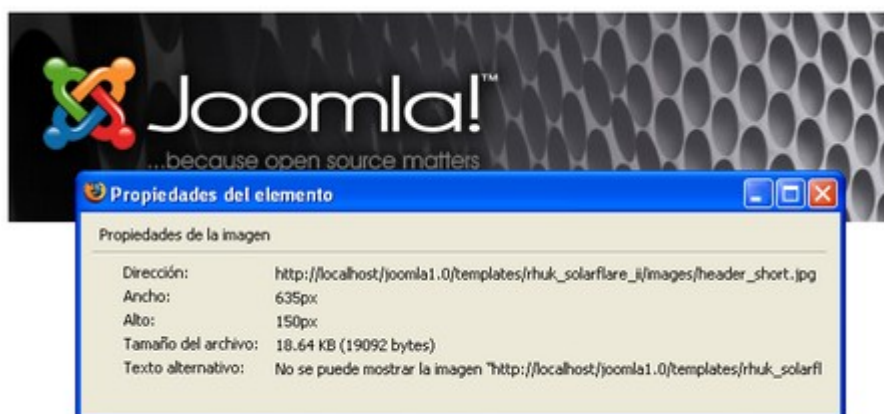 Joomla!™
...because open source matters
Propiedades del elemento
Propiedades de la imagen
Dirección: http://localhost/joomla1.0/templates/rhuk_solarflare_ii/images/header_short.jpg
Ancho: 635px
Alto: 150px
Tamaño del archivo: 18.64 KB (19092 bytes)
Texto alternativo: No se puede mostrar la imagen "http://localhost/joomla1.0/templates/rhuk_solarfl